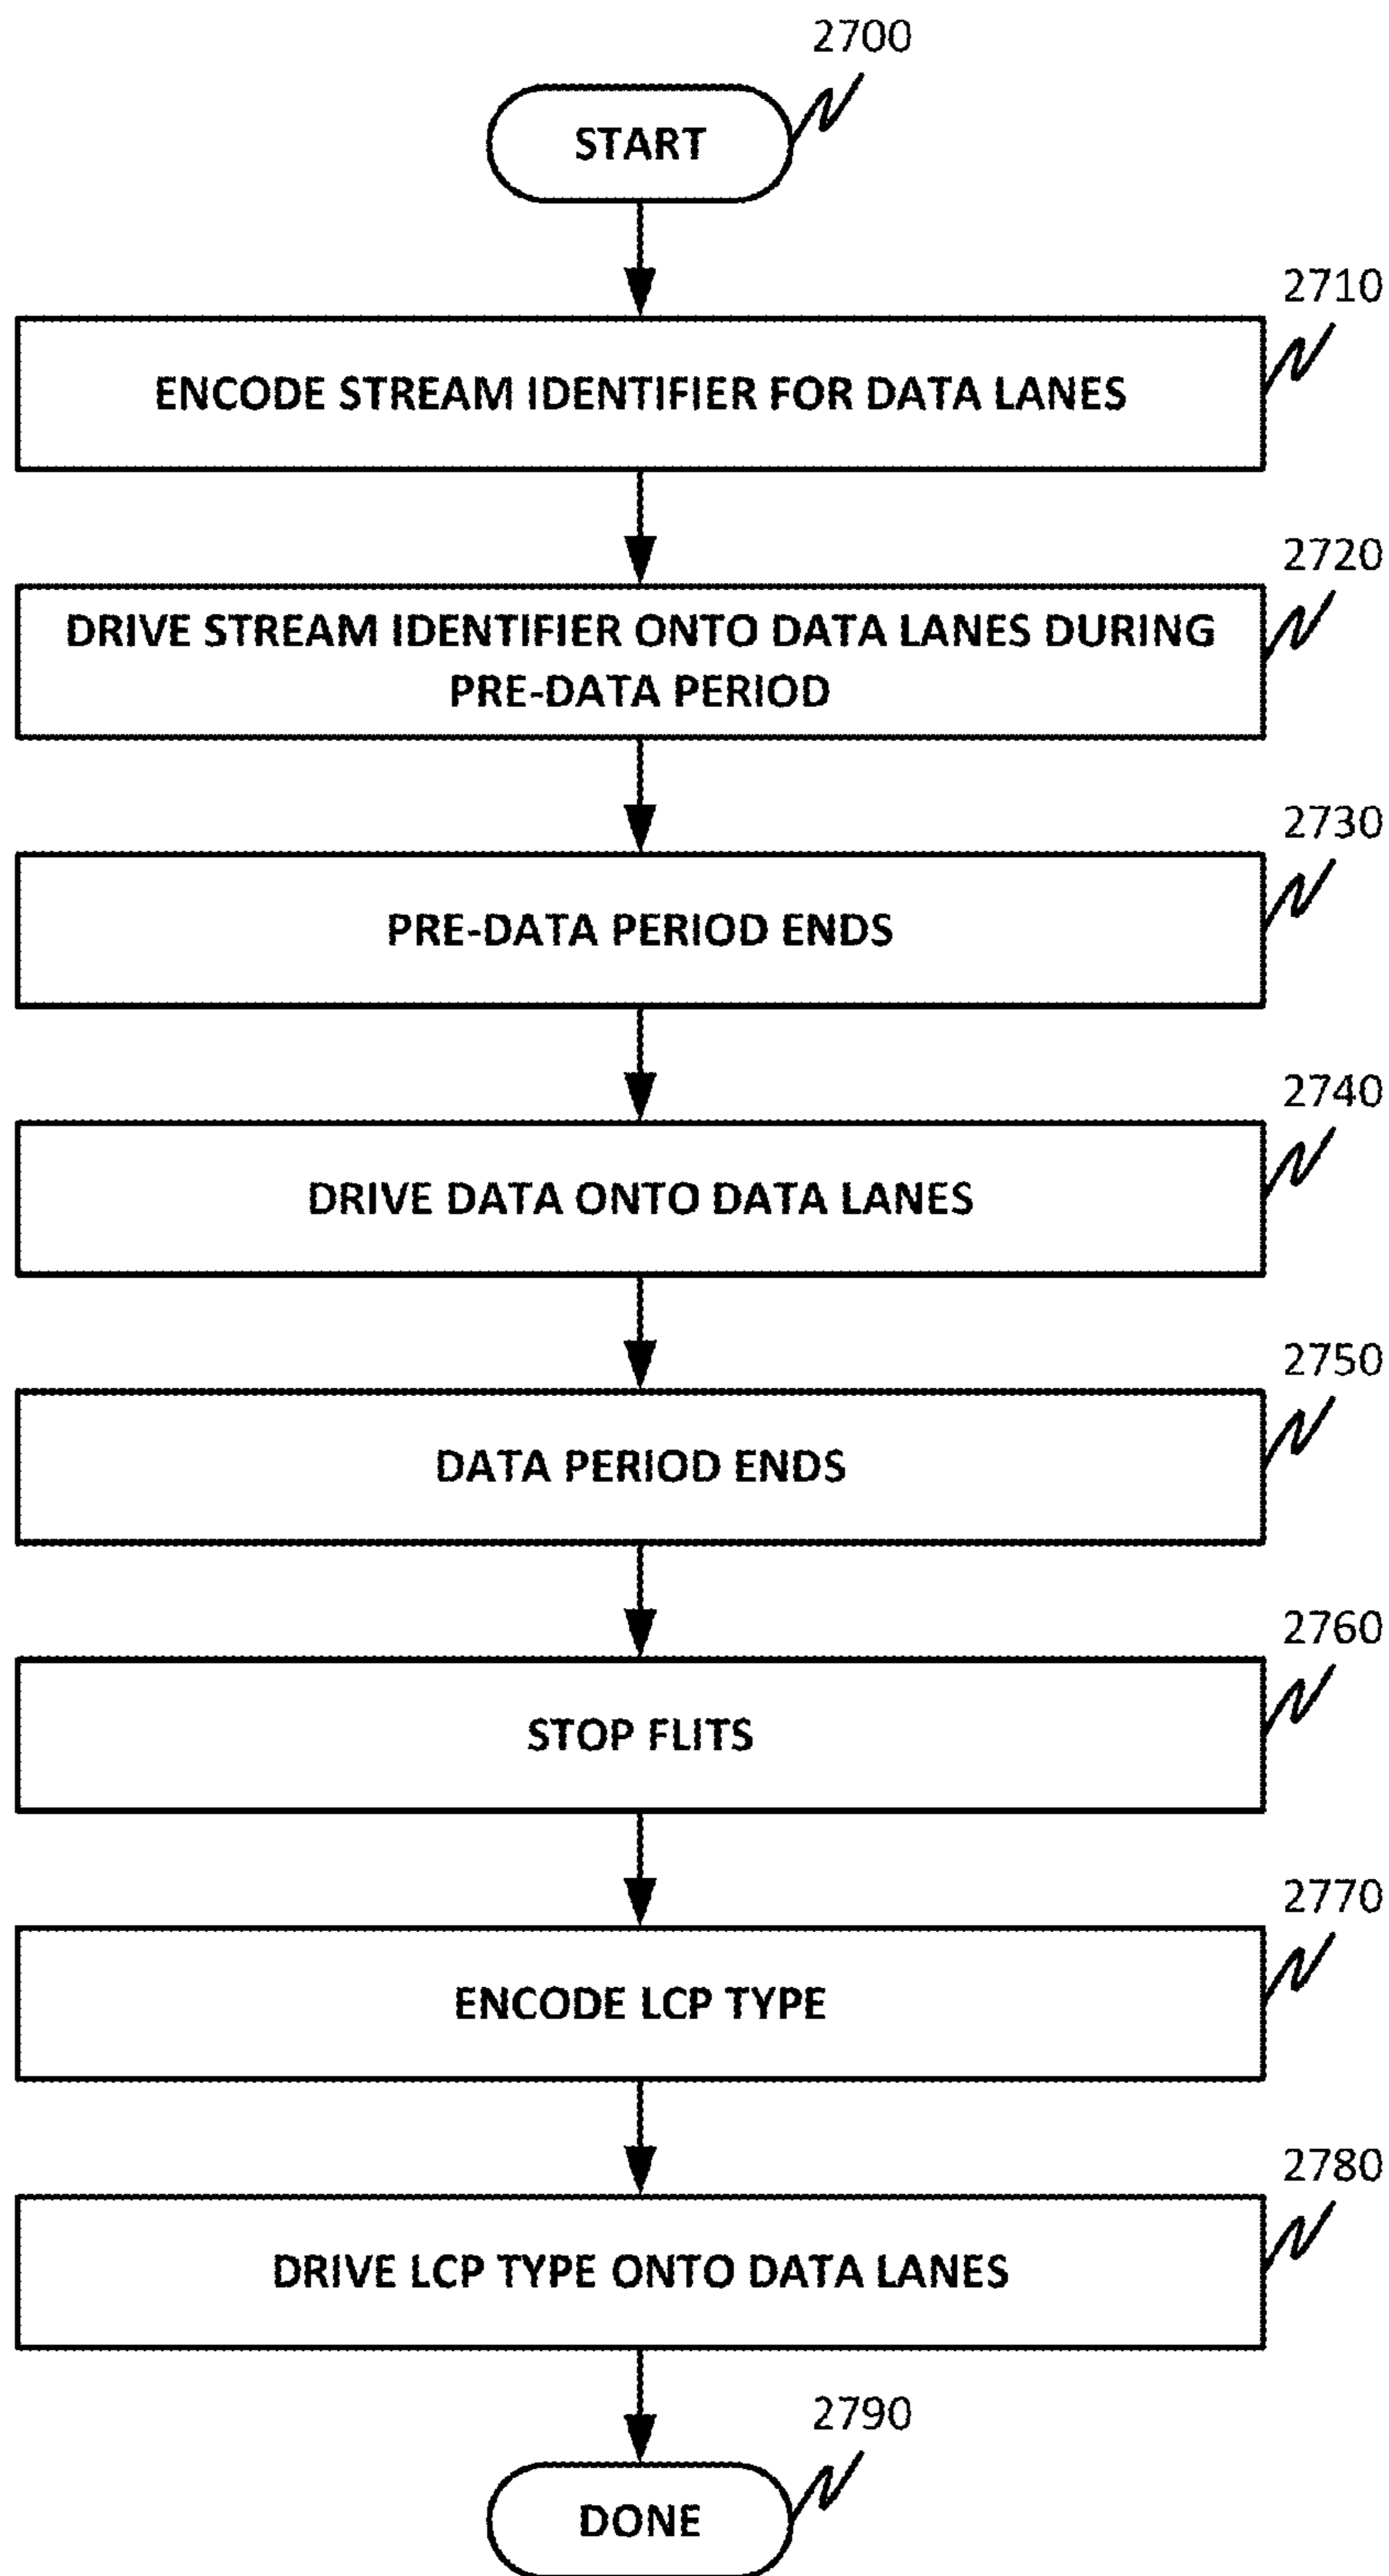 2700
START
2710
ENCODE STREAM IDENTIFIER FOR DATA LANES
2720
DRIVE STREAM IDENTIFIER ONTO DATA LANES DURING
PRE-DATA PERIOD
2730
PRE-DATA PERIOD ENDS
2740
DRIVE DATA ONTO DATA LANES
2750
DATA PERIOD ENDS
2760
STOP FLITS
2770
ENCODE LCP TYPE
2780
DRIVE LCP TYPE ONTO DATA LANES
2790
DONE